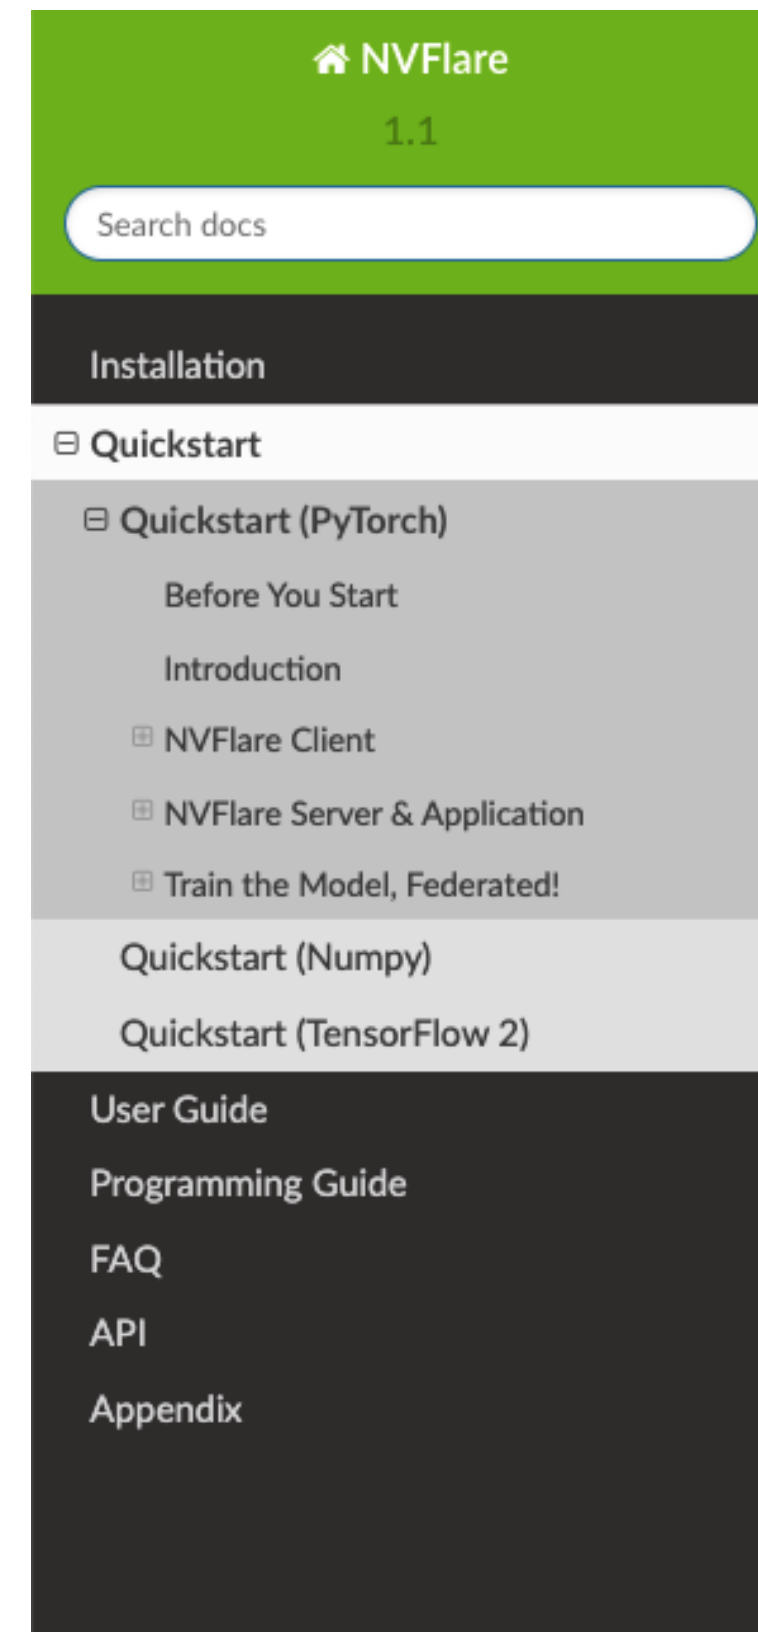 NVFlare
1.1
Search docs
Installation
Quickstart
Quickstart (PyTorch)
Before You Start
Introduction
NVFlare Client
NVFlare Server & Application
Train the Model, Federated!
Quickstart (Numpy)
Quickstart (TensorFlow 2)
User Guide
Programming Guide
FAQ
API
Appendix